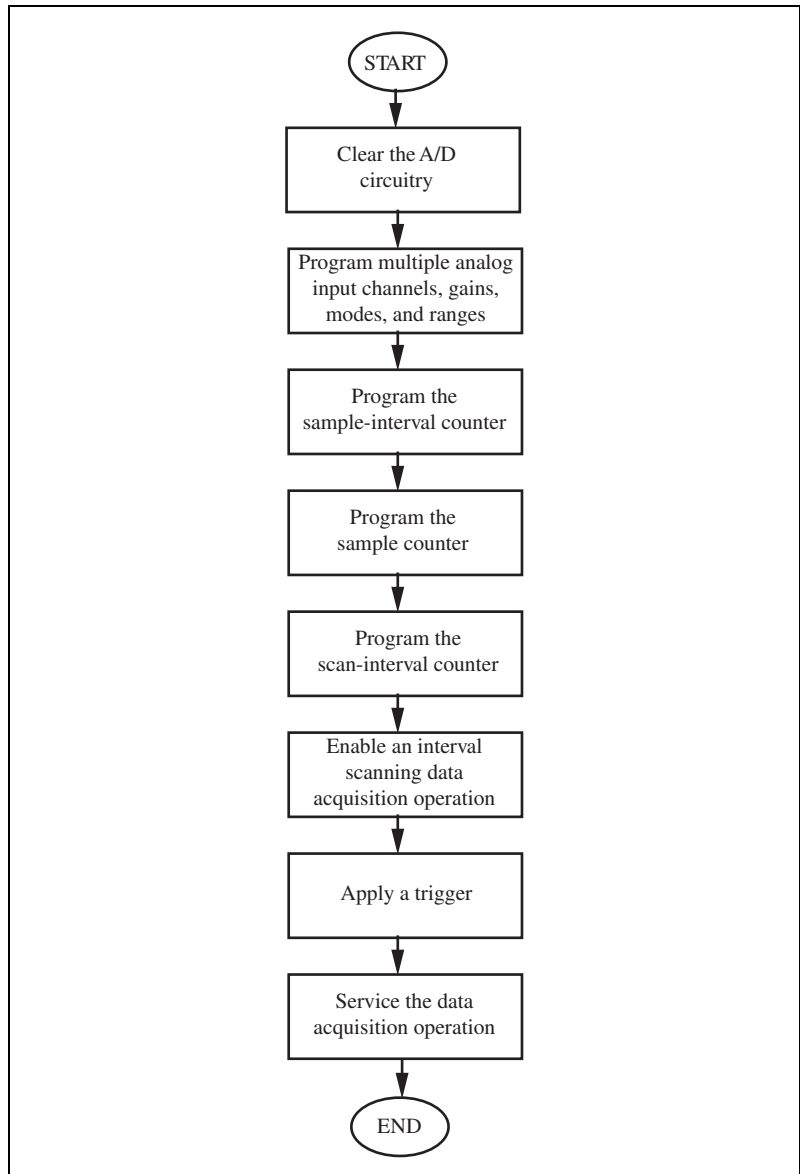 START
Clear the A/D
circuitry
Program multiple analog
input channels, gains,
modes, and ranges
Program the
sample-interval counter
Program the
sample counter
Program the
scan-interval counter
Enable an interval
scanning data
acquisition operation
Apply a trigger
Service the data
acquisition operation
END